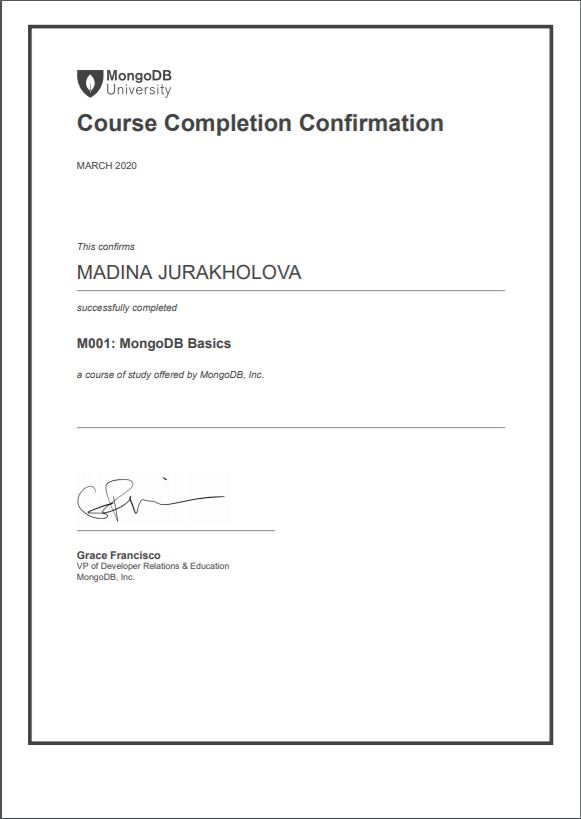 MongoDB
University
Course Completion Confirmation
MARCH 2020
This confirms
MADINA JURAKHOLOVA
successfully completed
M001: MongoDB Basics
a course of study offered by MongoDB, Inc.
Grace Francisco
VP of Developer Relations & Education
MongoDB, Inc.